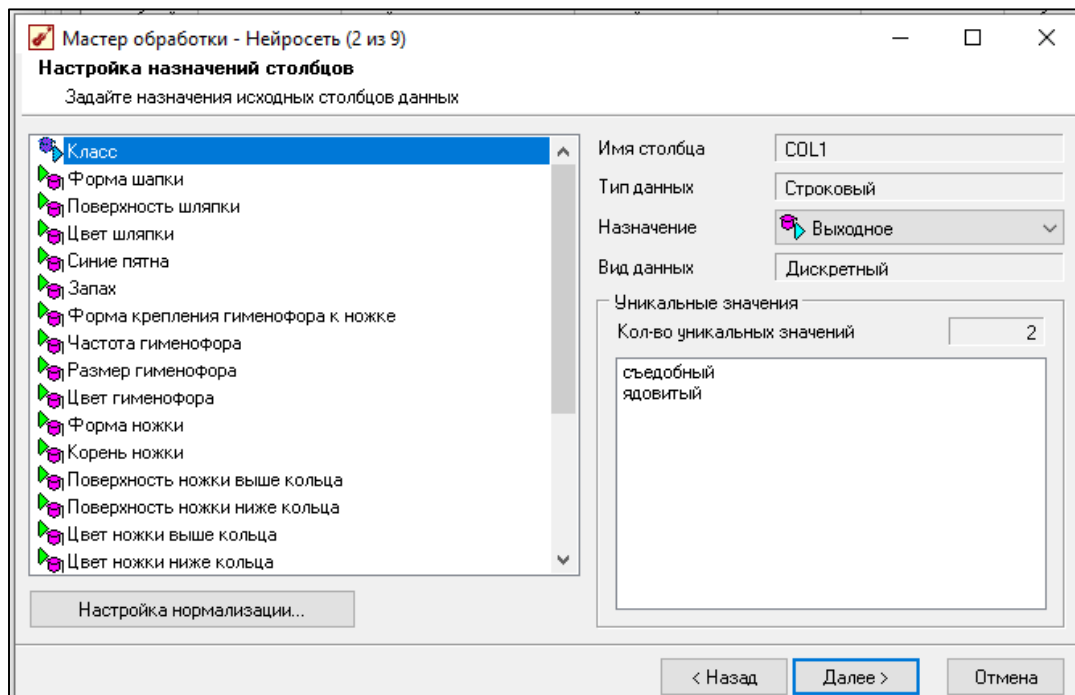 Мастер обработки - Нейросеть (2 из 9)
Настройка назначений столбцов
Задайте назначения исходных столбцов данных
Класс
Форма шапки
Поверхность шляпки
Цвет шляпки
Синие пятна
Запах
Форма крепления гименофора к ножке
Частота гименофора
Размер гименофора
Цвет гименофора
Форма ножки
Корень ножки
Поверхность ножки выше кольца
Поверхность ножки ниже кольца
Цвет ножки выше кольца
Цвет ножки ниже кольца
Настройка нормализации...
Имя столбца COL1
Тип данных Строковый
Назначение Выходное
Вид данных Дискретный
Уникальные значения
Кол-во уникальных значений 2
съедобный
ядовитый
< Назад Далее > Отмена